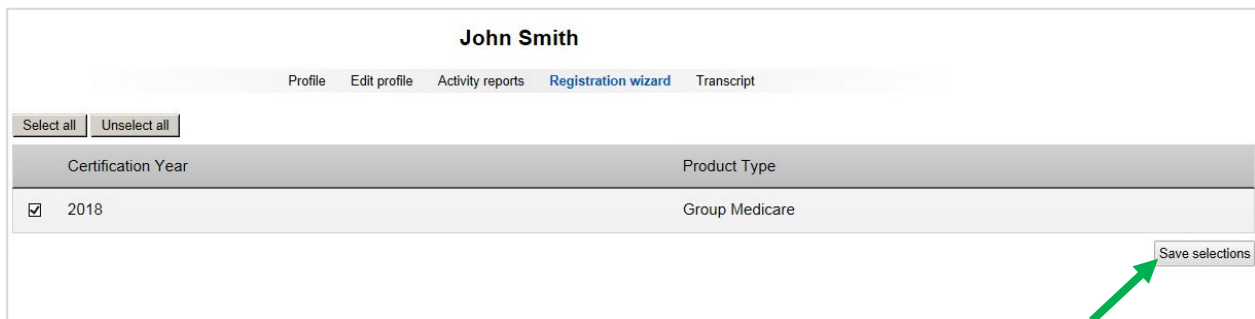 John Smith
Profile Edit profile Activity reports Registration wizard Transcript
Select all Unselect all
Certification Year Product Type
2018 Group Medicare
Save selections